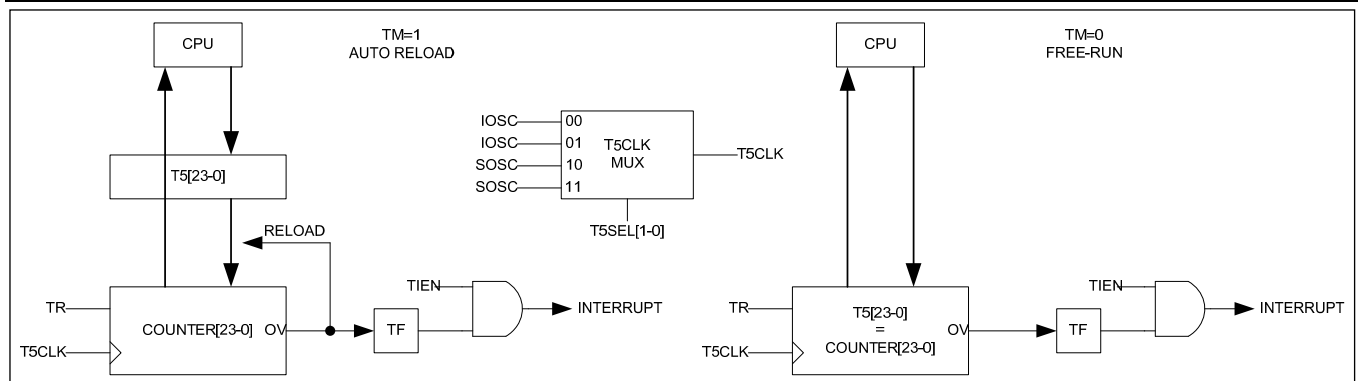 CPU
TM=1
AUTO RELOAD
T5[23-0]
RELOAD
TR
T5CLK
COUNTER[23-0]
OV
TF
TIEN
INTERRUPT
IOSC
00
IOSC
01
SOSC
10
SOSC
11
T5CLK
MUX
T5CLK
T5SEL[1-0]
CPU
TM=0
FREE-RUN
TR
T5CLK
T5[23-0]
=
COUNTER[23-0]
OV
TF
TIEN
INTERRUPT